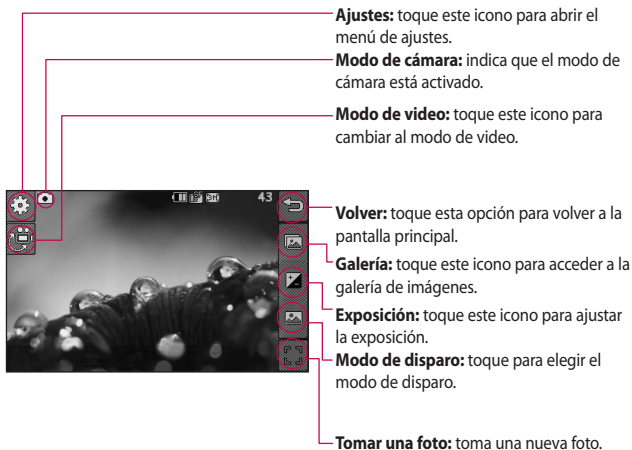 Ajustes: toque este icono para abrir el
menú de ajustes.
Modo de cámara: indica que el modo de
cámara está activado.
Modo de video: toque este icono para
cambiar al modo de video.
43
Volver: toque esta opción para volver a la
pantalla principal.
Galería: toque este icono para acceder a la
galería de imágenes.
Exposición: toque este icono para ajustar
la exposición.
Modo de disparo: toque para elegir el
modo de disparo.
Tomar una foto: toma una nueva foto.